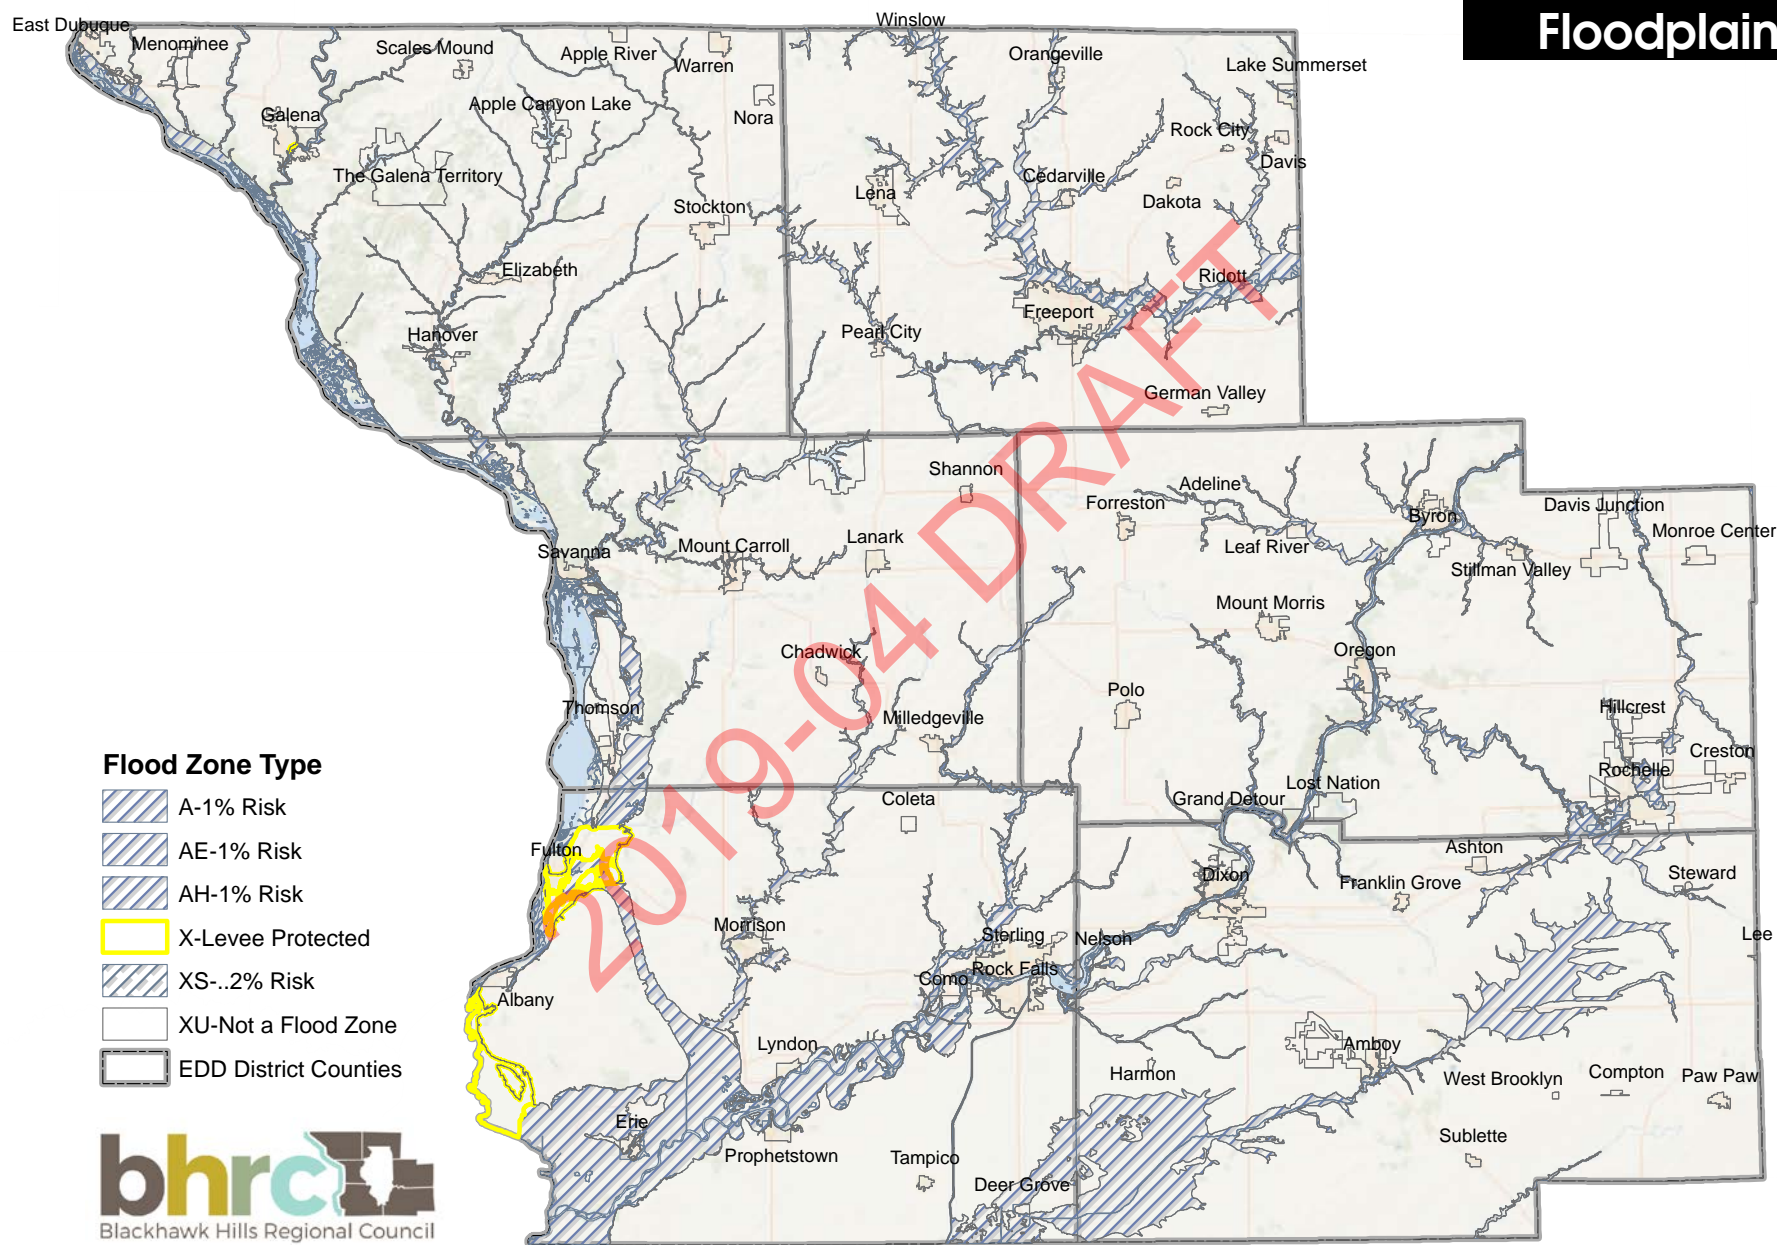 Floodplain
East Dubuque
Menominee
Scales Mound
Apple River
Warren
Winslow
Orangeville
Lake Summerset
Galena
Apple Canyon Lake
Nora
Rock City
Davis
The Galena Territory
Stockton
Lena
Cedarville
Dakota
Elizabeth
Ridott
Hanover
Pearl City
Freeport
German Valley
Shannon
Forreston
Adeline
Byron
Davis Junction
Monroe Center
Savanna
Mount Carroll
Lanark
Leaf River
Stillman Valley
Mount Morris
Chadwick
Oregon
Polo
Thomson
Milledgeville
Hillcrest
Creston
Rochelle
Lost Nation
Grand Detour
Coleta
Fulton
Ashton
Dixon
Franklin Grove
Steward
Morrison
Sterling
Nelson
Lee
Como
Rock Falls
Albany
Lyndon
Amboy
Harmon
West Brooklyn
Compton
Paw Paw
Erie
Prophetstown
Tampico
Sublette
Deer Grove
2019-04 DRAFT
Flood Zone Type
A-1% Risk
AE-1% Risk
AH-1% Risk
X-Levee Protected
XS-..2% Risk
XU-Not a Flood Zone
EDD District Counties
bhrc
Blackhawk Hills Regional Council